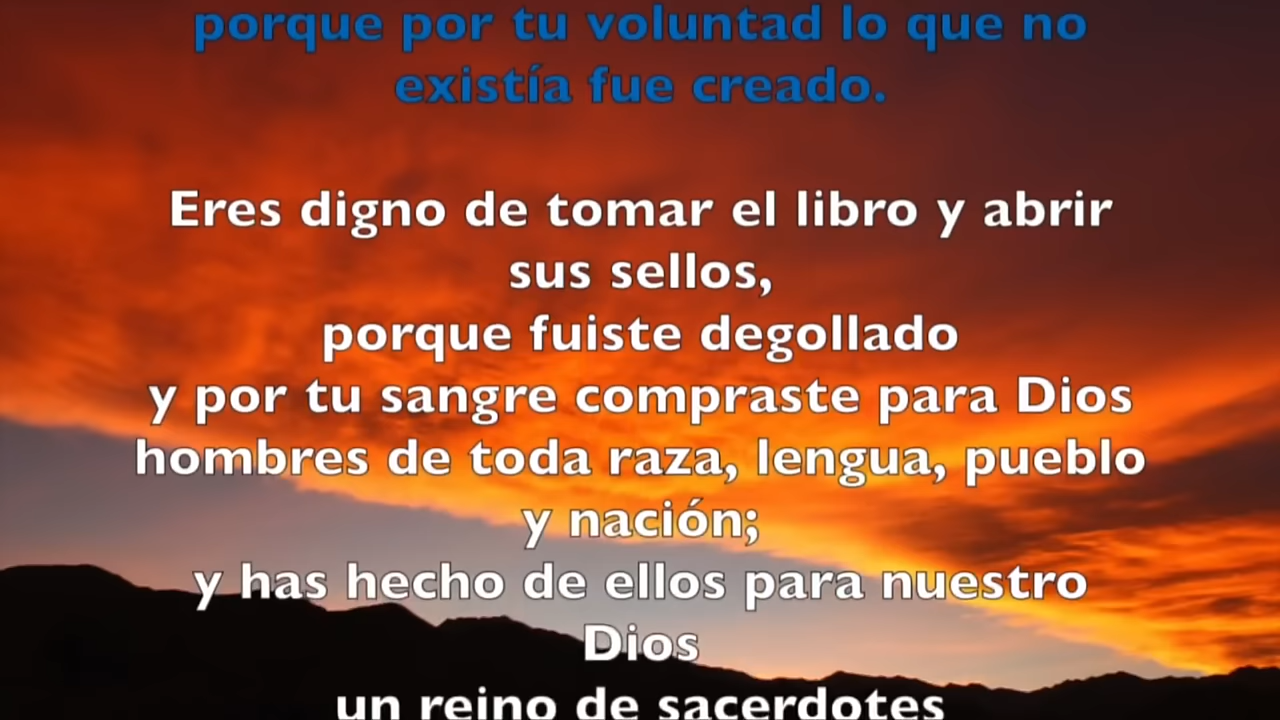 porque por tu voluntad lo que no
existía fue creado.
Eres digno de tomar el libro y abrir
sus sellos,
porque fuiste degollado
y por tu sangre compraste para Dios
hombres de toda raza, lengua, pueblo
y nación;
y has hecho de ellos para nuestro
Dios
un reino de sacerdotes